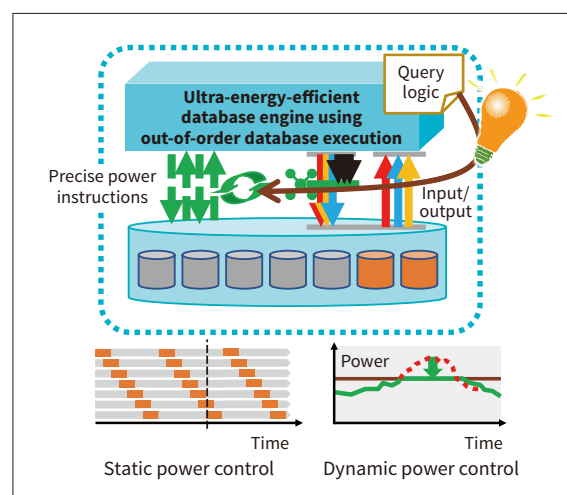 Query
logic
Ultra-energy-efficient
database engine using
out-of-order database execution
Precise power
instructions
Input/
output
Power
Time
Time
Static power control
Dynamic power control